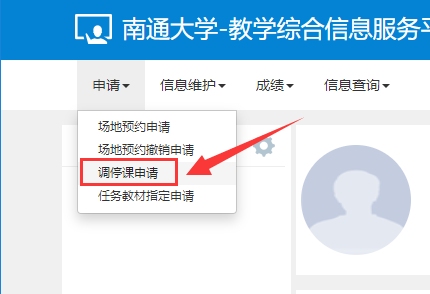 南通大学-教学综合信息服务平
申请 信息维护 成绩 信息查询
场地预约申请
场地预约撤销申请
调停课申请
任务教材指定申请